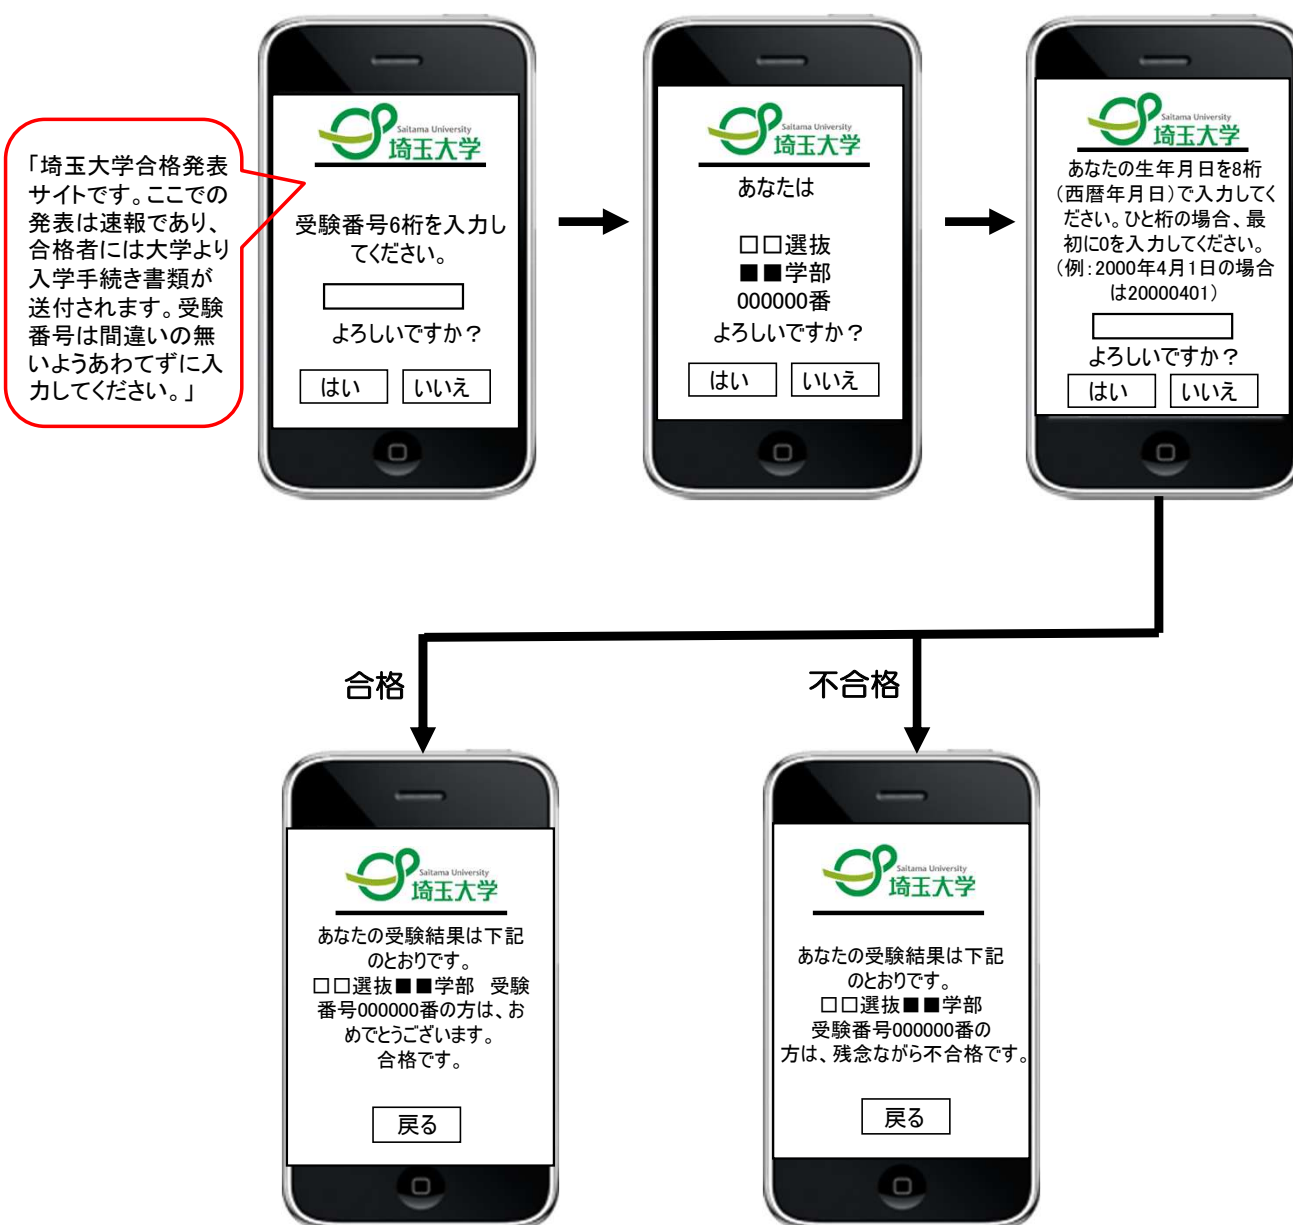 「埼玉大学合格発表
サイトです。ここでの
発表は速報であり、
合格者には大学より
入学手続き書類が
送付されます。受験
番号は間違いの無
いようあわてずに入
力してください。」
Saitama University
埼玉大学
受験番号6桁を入力し
てください。
よろしいですか？
はい
いいえ
Saitama University
埼玉大学
あなたは
□□選抜
■■学部
000000番
よろしいですか？
はい
いいえ
Saitama University
埼玉大学
あなたの生年月日を8桁
（西暦年月日）で入力してく
ださい。ひと桁の場合、最
初に0を入力してください。
（例：2000年4月1日の場合
は20000401）
よろしいですか？
はい
いいえ
合格
不合格
Saitama University
埼玉大学
あなたの受験結果は下記
のとおりです。
□□選抜■■学部　受験
番号000000番の方は、お
めでとうございます。
合格です。
戻る
Saitama University
埼玉大学
あなたの受験結果は下記
のとおりです。
□□選抜■■学部
受験番号000000番の
方は、残念ながら不合格です。
戻る